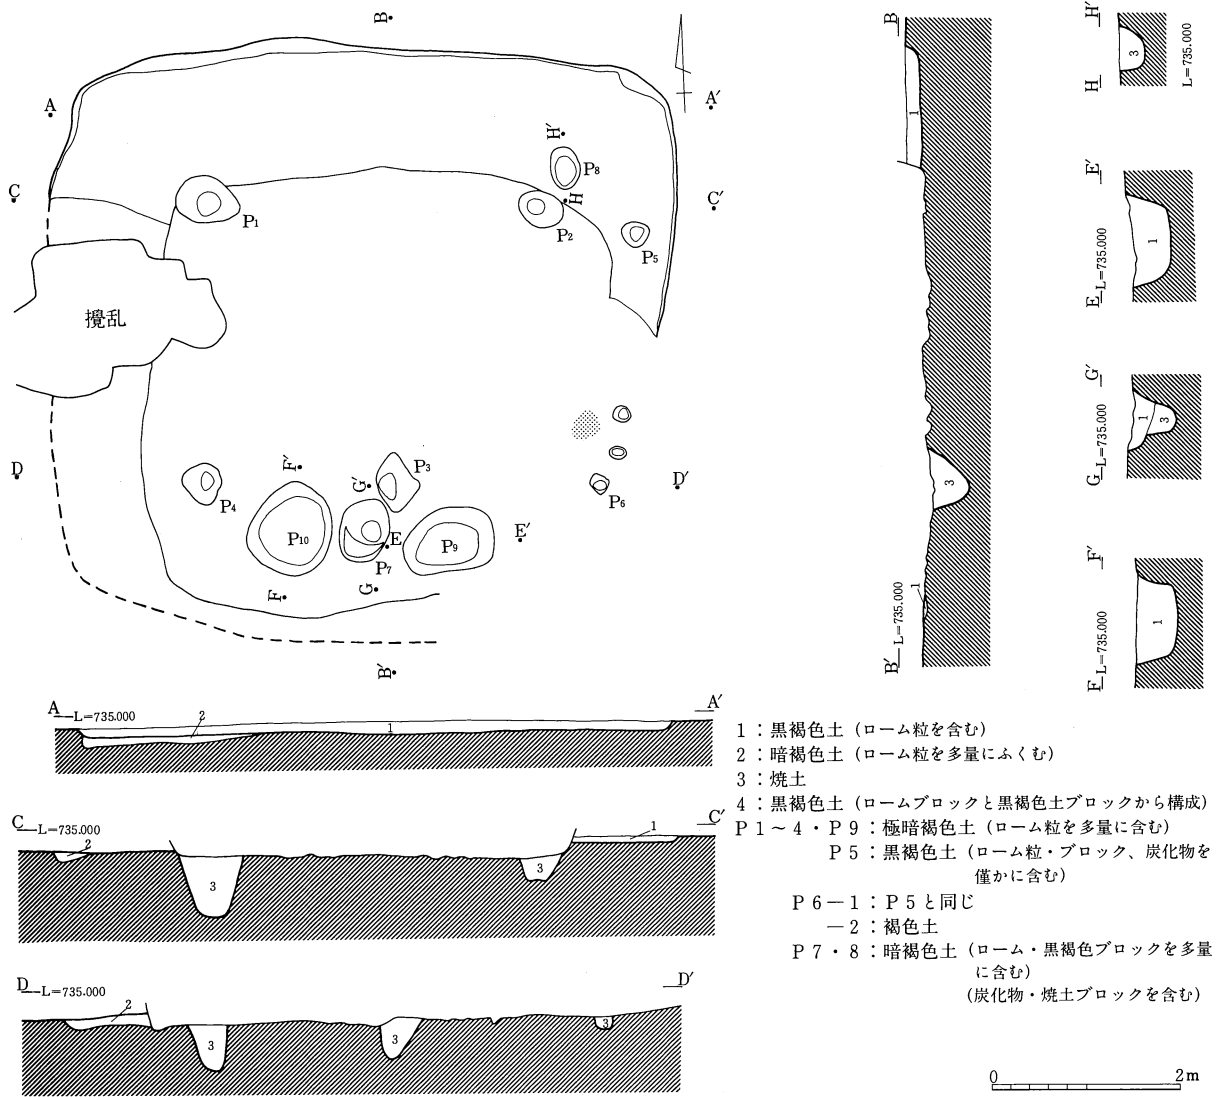 B
A
A′
C
C′
H′
H
P8
P1
P2
P5
攪乱
D
D′
F′
G′
P3
P4
P6
P10
E
E′
P9
P7
F
G
B′
B
1
3
1
B′
L=735.000
H′
H
3
L=735.000
E′
E
1
L=735.000
G′
G
1
3
L=735.000
F′
F
1
L=735.000
A
L=735.000
2
1
A′
C
L=735.000
2
3
3
1
C′
D
L=735.000
2
3
3
3
D′
1：黒褐色土（ローム粒を含む）
2：暗褐色土（ローム粒を多量にふくむ）
3：焼土
4：黒褐色土（ロームブロックと黒褐色土ブロックから構成）
P1～4・P9：極暗褐色土（ローム粒を多量に含む）
P5：黒褐色土（ローム粒・ブロック、炭化物を
僅かに含む）
P6－1：P5と同じ
－2：褐色土
P7・8：暗褐色土（ローム・黒褐色ブロックを多量
に含む）
（炭化物・焼土ブロックを含む）
0 2m